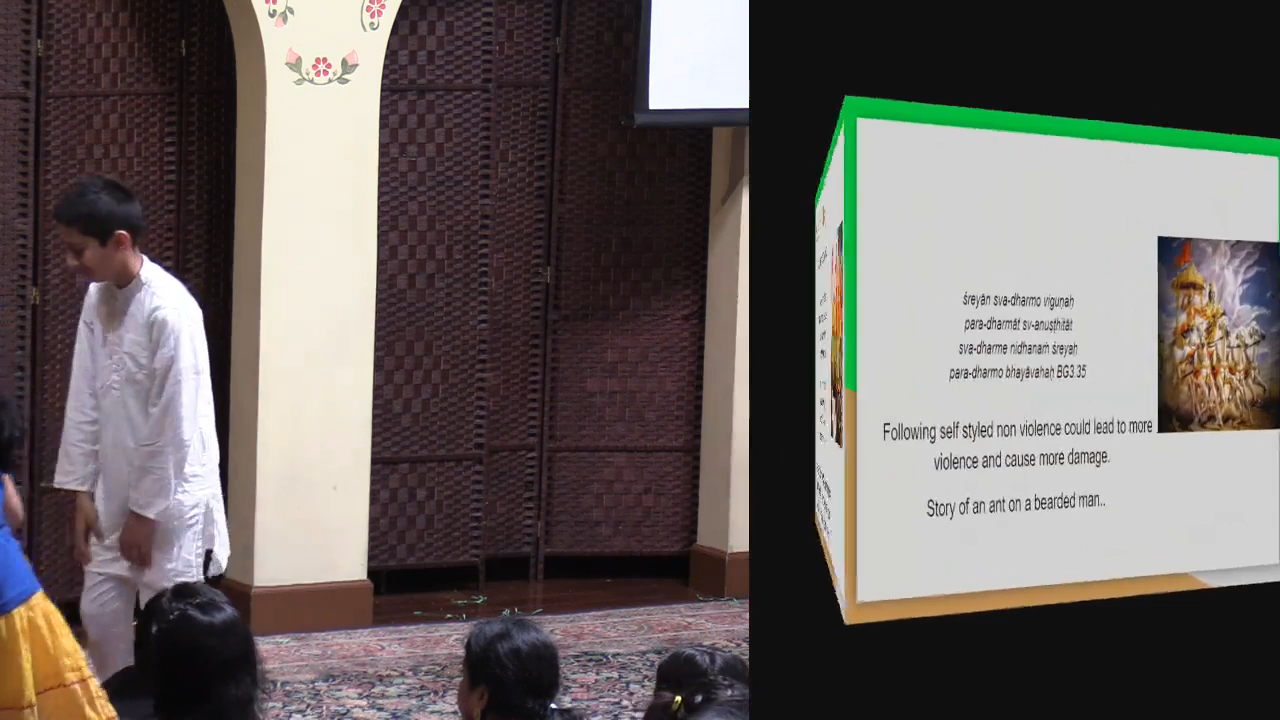 śreyān sva-dharmo viguṇaḥ
para-dharmāt sv-anuṣṭhitāt
sva-dharme nidhanaṁ śreyaḥ
para-dharmo bhayāvahaḥ BG3.35
Following self styled non violence could lead to more
violence and cause more damage.
Story of an ant on a bearded man..